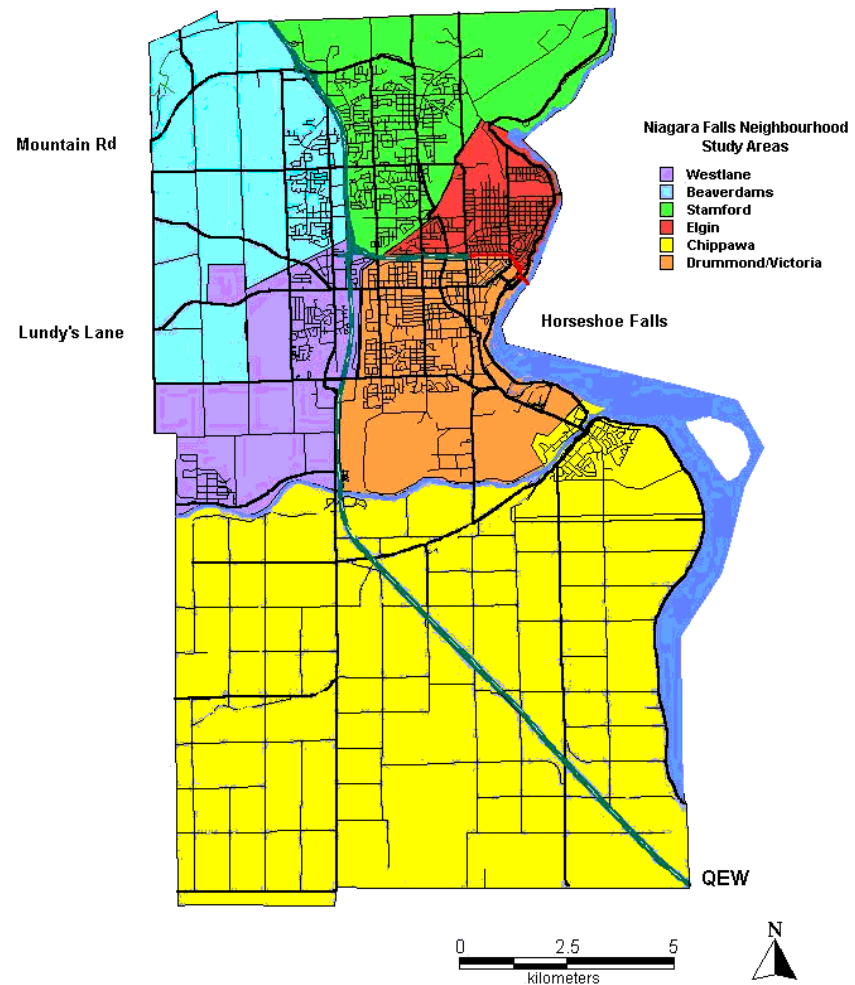 Mountain Rd
Niagara Falls Neighbourhood
Study Areas
Westlane
Beaverdams
Stamford
Elgin
Chippawa
Drummond/Victoria
Lundy's Lane
Horseshoe Falls
QEW
N
0 2.5 5
kilometers